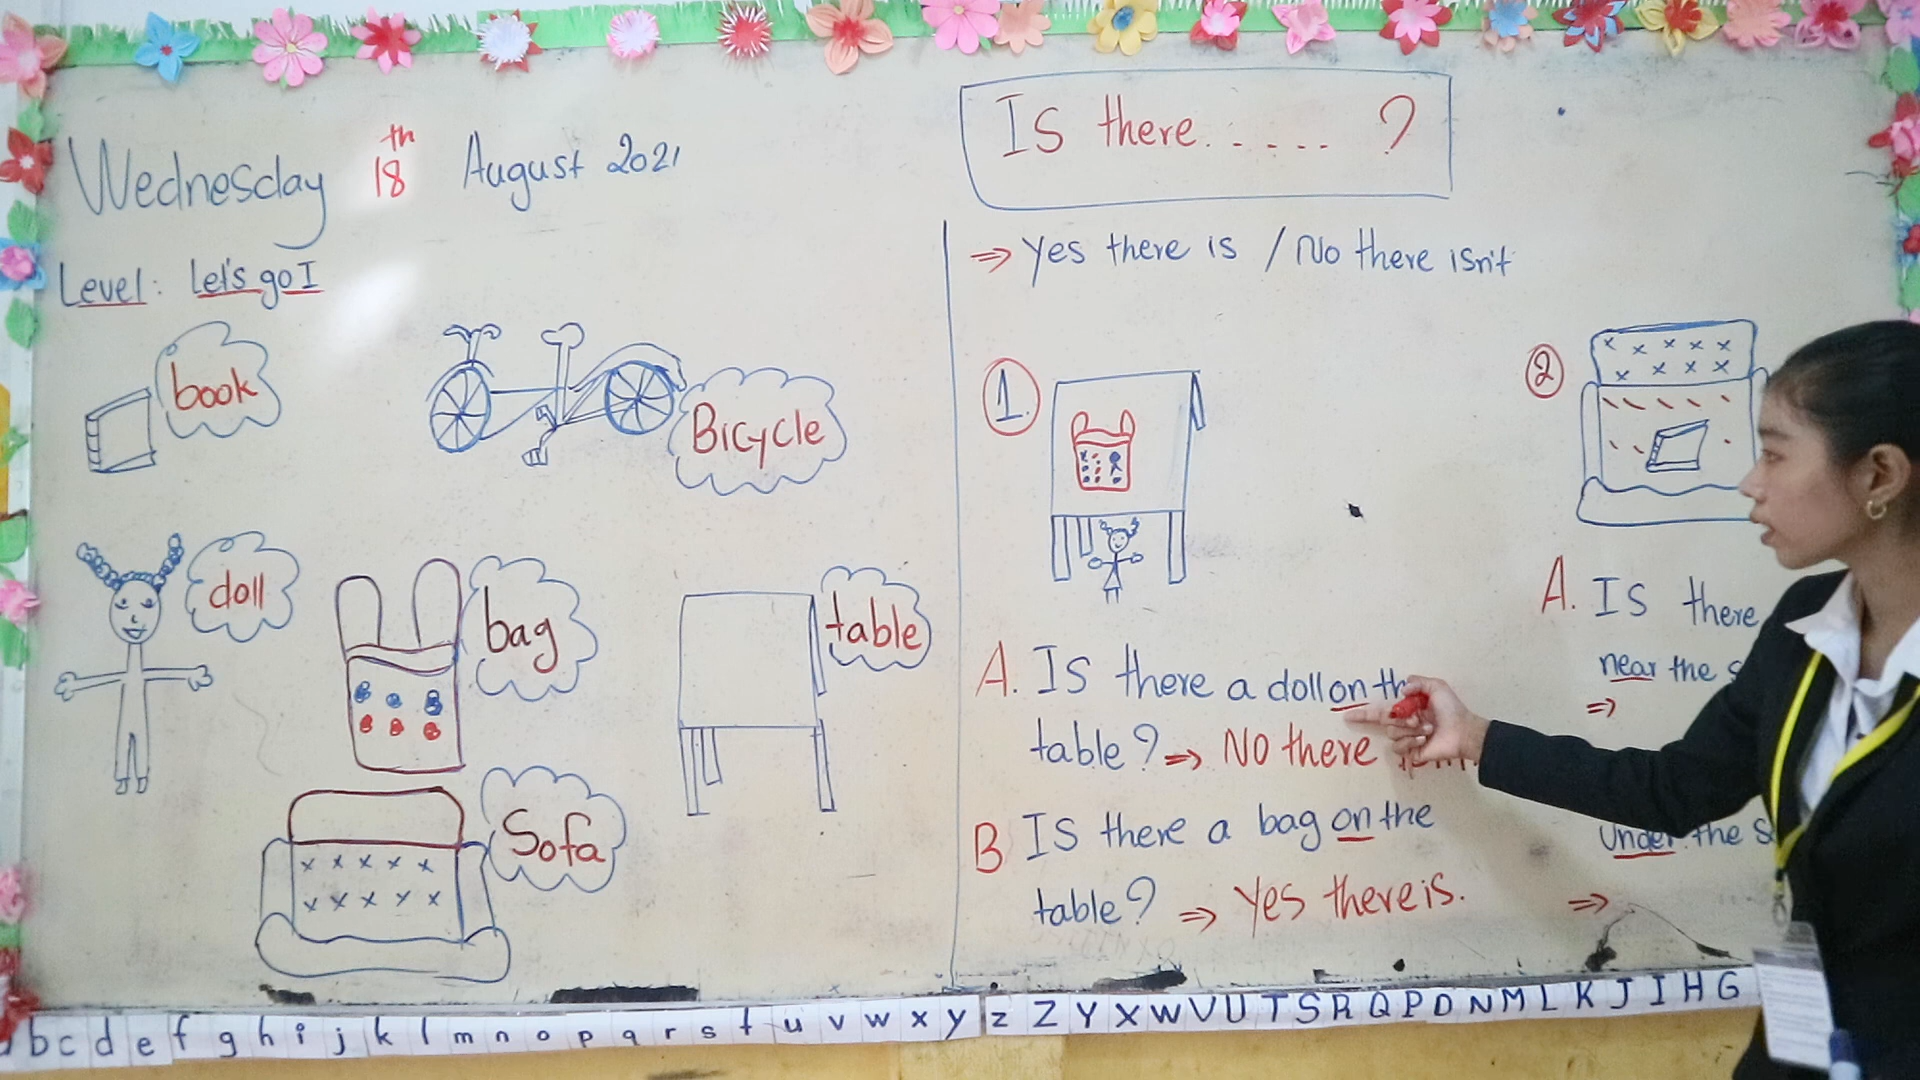 Wednesday 18th August 2021
Level: Let's go I
book
Bicycle
doll
bag
table
Sofa
Is there. ..... ?
⇒ Yes there is / No there isn't
1.
A. Is there a doll on th
table? ⇒ NO there
B Is there a bag on the
table? ⇒ Yes there is.
2
A. Is there
near the
⇒
Under the
⇒
b c d e f g h i j k l m n o p q r s t u v w x y z Z Y X W V U T S R Q P O N M L K J I H G